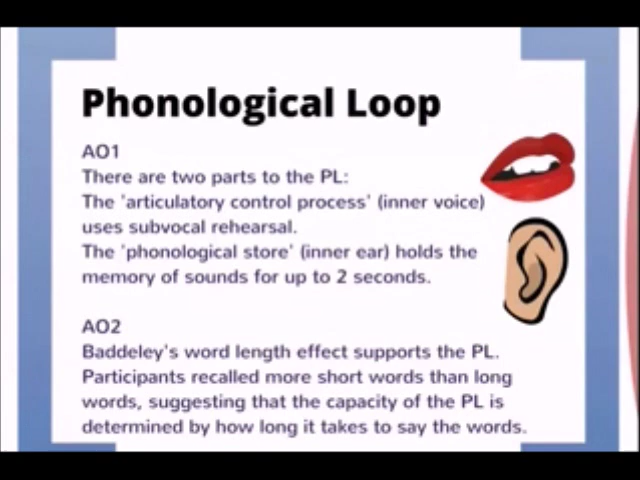 Phonological Loop
AO1
There are two parts to the PL:
The 'articulatory control process' (inner voice)
uses subvocal rehearsal.
The 'phonological store' (inner ear) holds the
memory of sounds for up to 2 seconds.
AO2
Baddeley's word length effect supports the PL.
Participants recalled more short words than long
words, suggesting that the capacity of the PL is
determined by how long it takes to say the words.